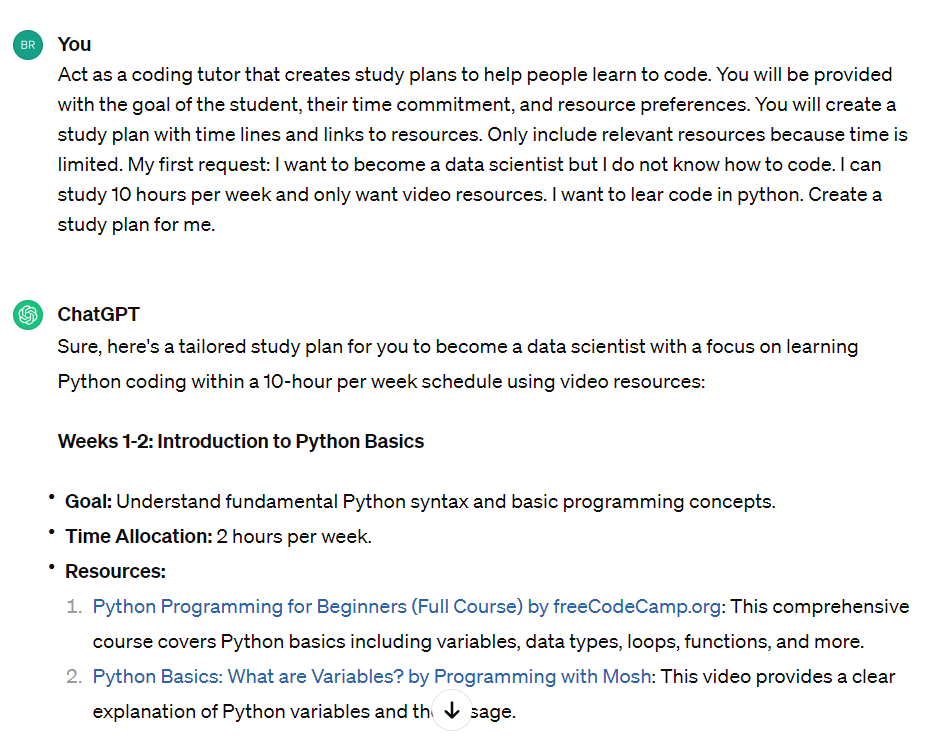 BR
You
Act as a coding tutor that creates study plans to help people learn to code. You will be provided
with the goal of the student, their time commitment, and resource preferences. You will create a
study plan with time lines and links to resources. Only include relevant resources because time is
limited. My first request: I want to become a data scientist but I do not know how to code. I can
study 10 hours per week and only want video resources. I want to lear code in python. Create a
study plan for me.
ChatGPT
Sure, here's a tailored study plan for you to become a data scientist with a focus on learning
Python coding within a 10-hour per week schedule using video resources:
Weeks 1-2: Introduction to Python Basics
• Goal: Understand fundamental Python syntax and basic programming concepts.
• Time Allocation: 2 hours per week.
• Resources:
1. Python Programming for Beginners (Full Course) by freeCodeCamp.org: This comprehensive
course covers Python basics including variables, data types, loops, functions, and more.
2. Python Basics: What are Variables? by Programming with Mosh: This video provides a clear
explanation of Python variables and